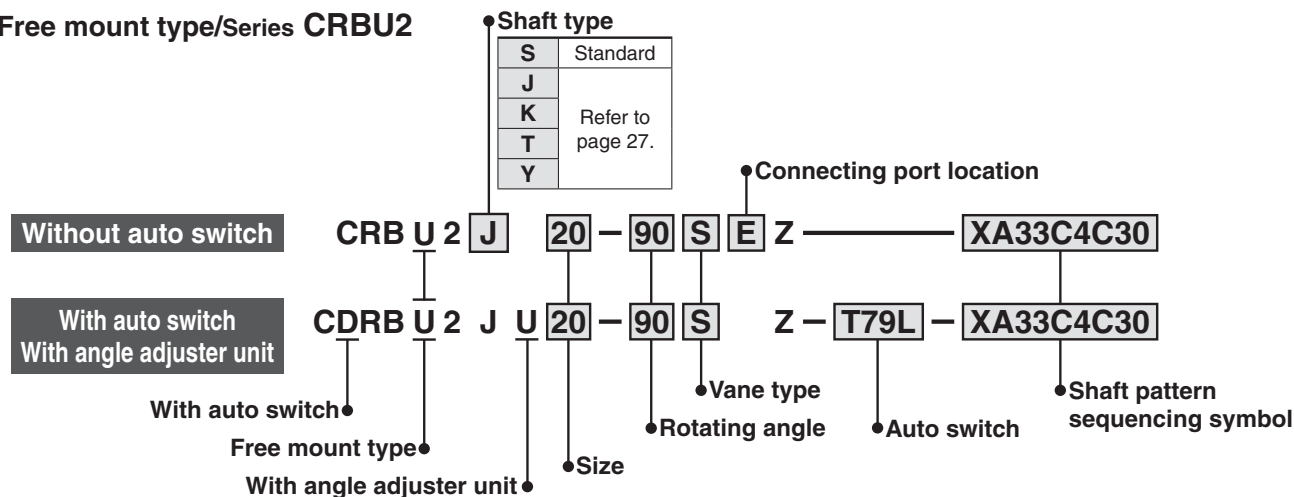 Free mount type/Series CRBU2
Shaft type
S Standard
J
K
T
Y
Refer to
page 27.
Connecting port location
Without auto switch CRB U 2 J 20 – 90 S E Z – XA33C4C30
With auto switch
With angle adjuster unit
CDRB U 2 J U 20 – 90 S Z – T79L – XA33C4C30
With auto switch
Free mount type
With angle adjuster unit
Size
Rotating angle
Vane type
Auto switch
Shaft pattern
sequencing symbol